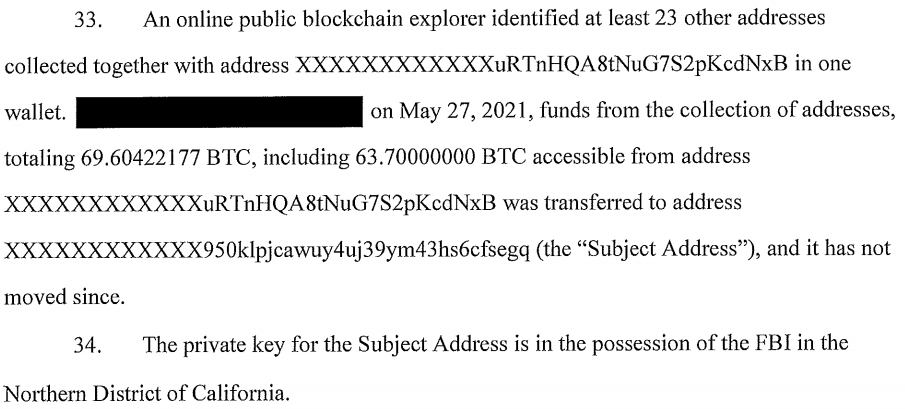 33. An online public blockchain explorer identified at least 23 other addresses
collected together with address XXXXXXXXXXXXuRTnHQA8tNuG7S2pKcdNxB in one
wallet. on May 27, 2021, funds from the collection of addresses,
totaling 69.60422177 BTC, including 63.70000000 BTC accessible from address
XXXXXXXXXXXXuRTnHQA8tNuG7S2pKcdNxB was transferred to address
XXXXXXXXXXXX950klpjcawuy4uj39ym43hs6cfsegq (the “Subject Address”), and it has not
moved since.
34. The private key for the Subject Address is in the possession of the FBI in the
Northern District of California.